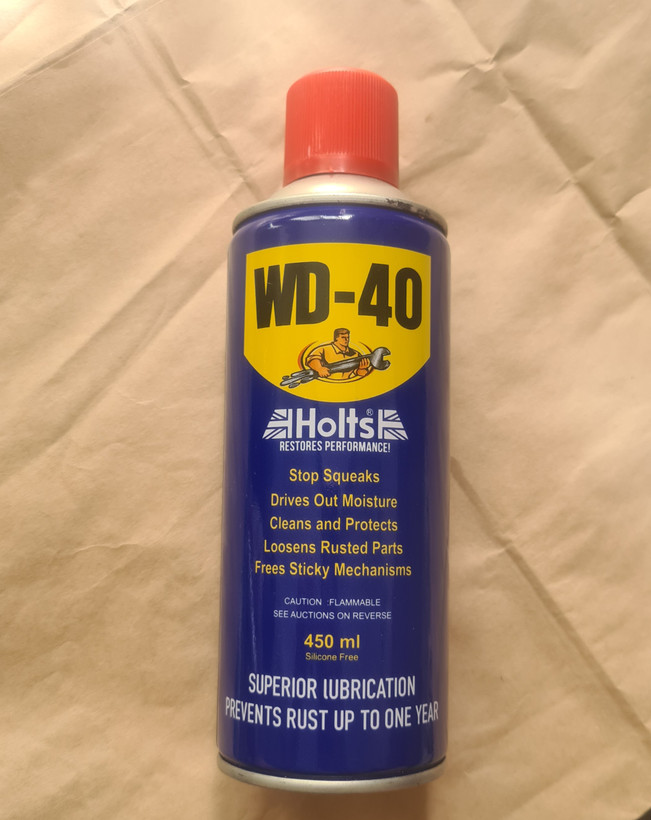 WD-40
Holts®
RESTORES PERFORMANCE!
Stop Squeaks
Drives Out Moisture
Cleans and Protects
Loosens Rusted Parts
Frees Sticky Mechanisms
CAUTION :FLAMMABLE
SEE AUCTIONS ON REVERSE
450 ml
Silicone Free
SUPERIOR lUBRICATION
PREVENTS RUST UP TO ONE YEAR